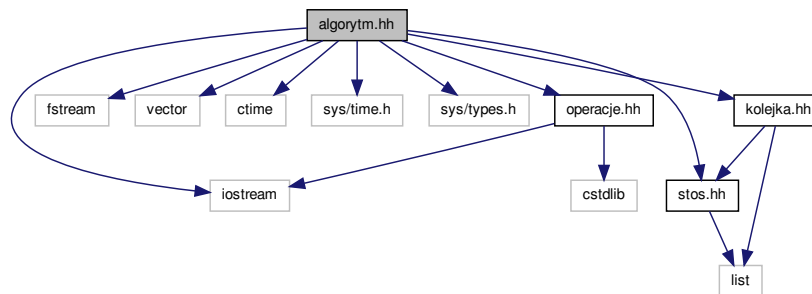 algorytm.hh
fstream
vector
ctime
sys/time.h
sys/types.h
operacje.hh
kolejka.hh
iostream
cstdlib
stos.hh
list